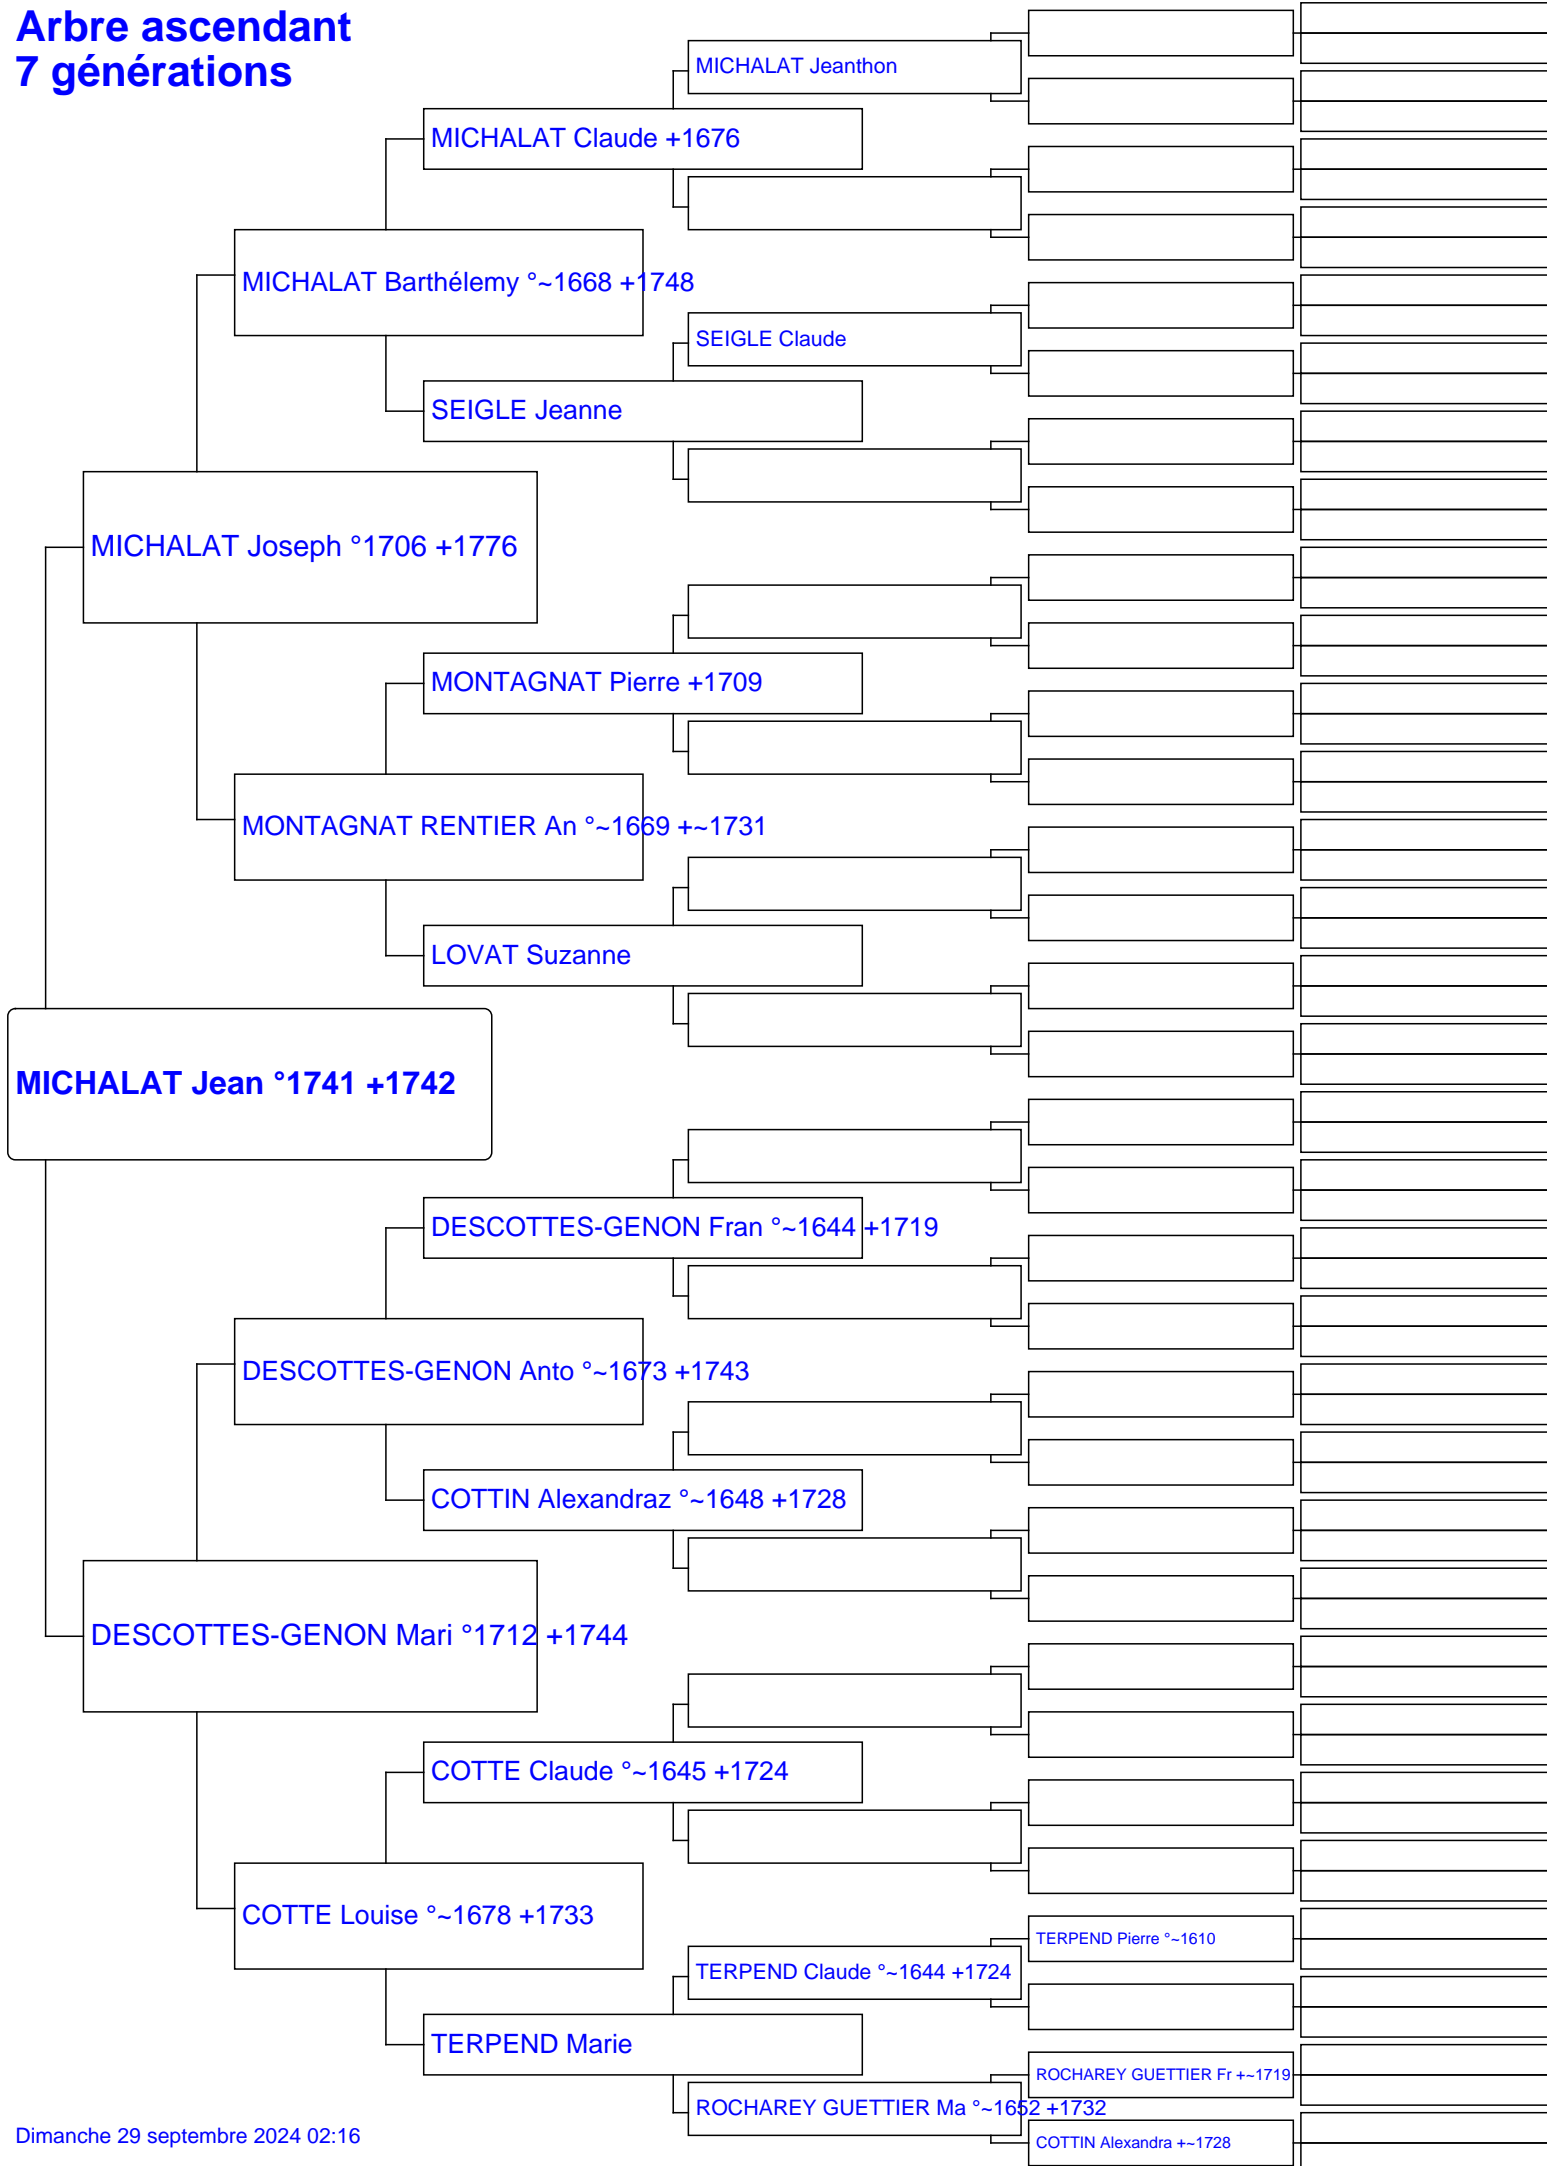 Arbre ascendant
7 générations
MICHALAT Jeanthon
MICHALAT Claude +1676
MICHALAT Barthélemy °~1668 +1748
SEIGLE Claude
SEIGLE Jeanne
MICHALAT Joseph °1706 +1776
MONTAGNAT Pierre +1709
MONTAGNAT RENTIER An °~1669 +~1731
LOVAT Suzanne
MICHALAT Jean °1741 +1742
DESCOTTES-GENON Fran °~1644 +1719
DESCOTTES-GENON Anto °~1673 +1743
COTTIN Alexandraz °~1648 +1728
DESCOTTES-GENON Mari °1712 +1744
COTTE Claude °~1645 +1724
COTTE Louise °~1678 +1733
TERPEND Pierre °~1610
TERPEND Claude °~1644 +1724
TERPEND Marie
ROCHAREY GUETTIER Fr +~1719
ROCHAREY GUETTIER Ma °~1652 +1732
COTTIN Alexandra +~1728
Dimanche 29 septembre 2024 02:16